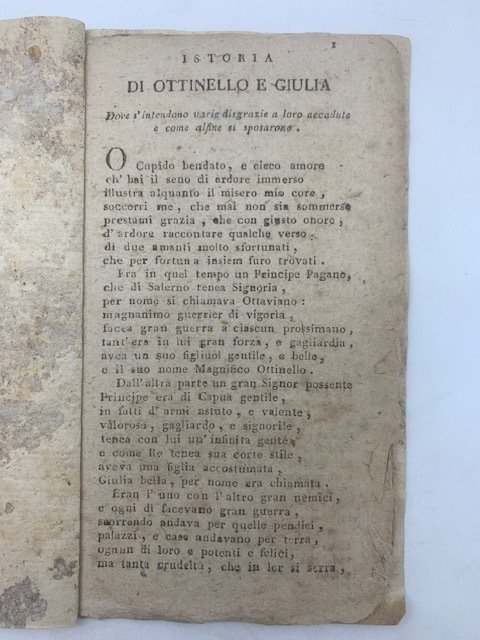 1
ISTORIA
DI OTTINELLO E GIULIA
Dove s'intendono varie disgrazie a loro accadute
e come alfine si sposarono.
O Cupido bendato, e cieco amore
ch' hai il seno di ardore immerso
illustra alquanto il misero mio core,
soccorri me, che mai non sia sommerso
prestami grazia, che con giusto onore,
d'ardore raccontare qualche verso
di due amanti molto sfortunati,
che per fortuna insiem furo trovati.
Era in quel tempo un Principe Pagano,
che di Salerno tenea Signoria,
per nome si chiamava Ottaviano:
magnanimo guerrier di vigoria,
facea gran guerra a ciascun prossimano,
tant'era in lui gran forza, e gagliardia,
avea un suo figliuol gentile, e bello,
e il suo nome Magnifico Ottinello.
Dall'altra parte un gran Signor possente
Principe era di Capua gentile,
in fatti d'armi astuto, e valente,
valoroso, gagliardo, e signorile,
tenea con lui un'infinita gente,
e come Re tenea sua corte stile,
aveva una figlia accostumata,
Giulia bella, per nome era chiamata.
Eran l'uno con l'altro gran nemici,
e ogni dì facevano gran guerra,
scorrendo andava per quelle pendici,
palazzi, e case andavano per terra,
ognun di loro e potenti e felici,
ma tanta crudeltà, che in lor si serra,